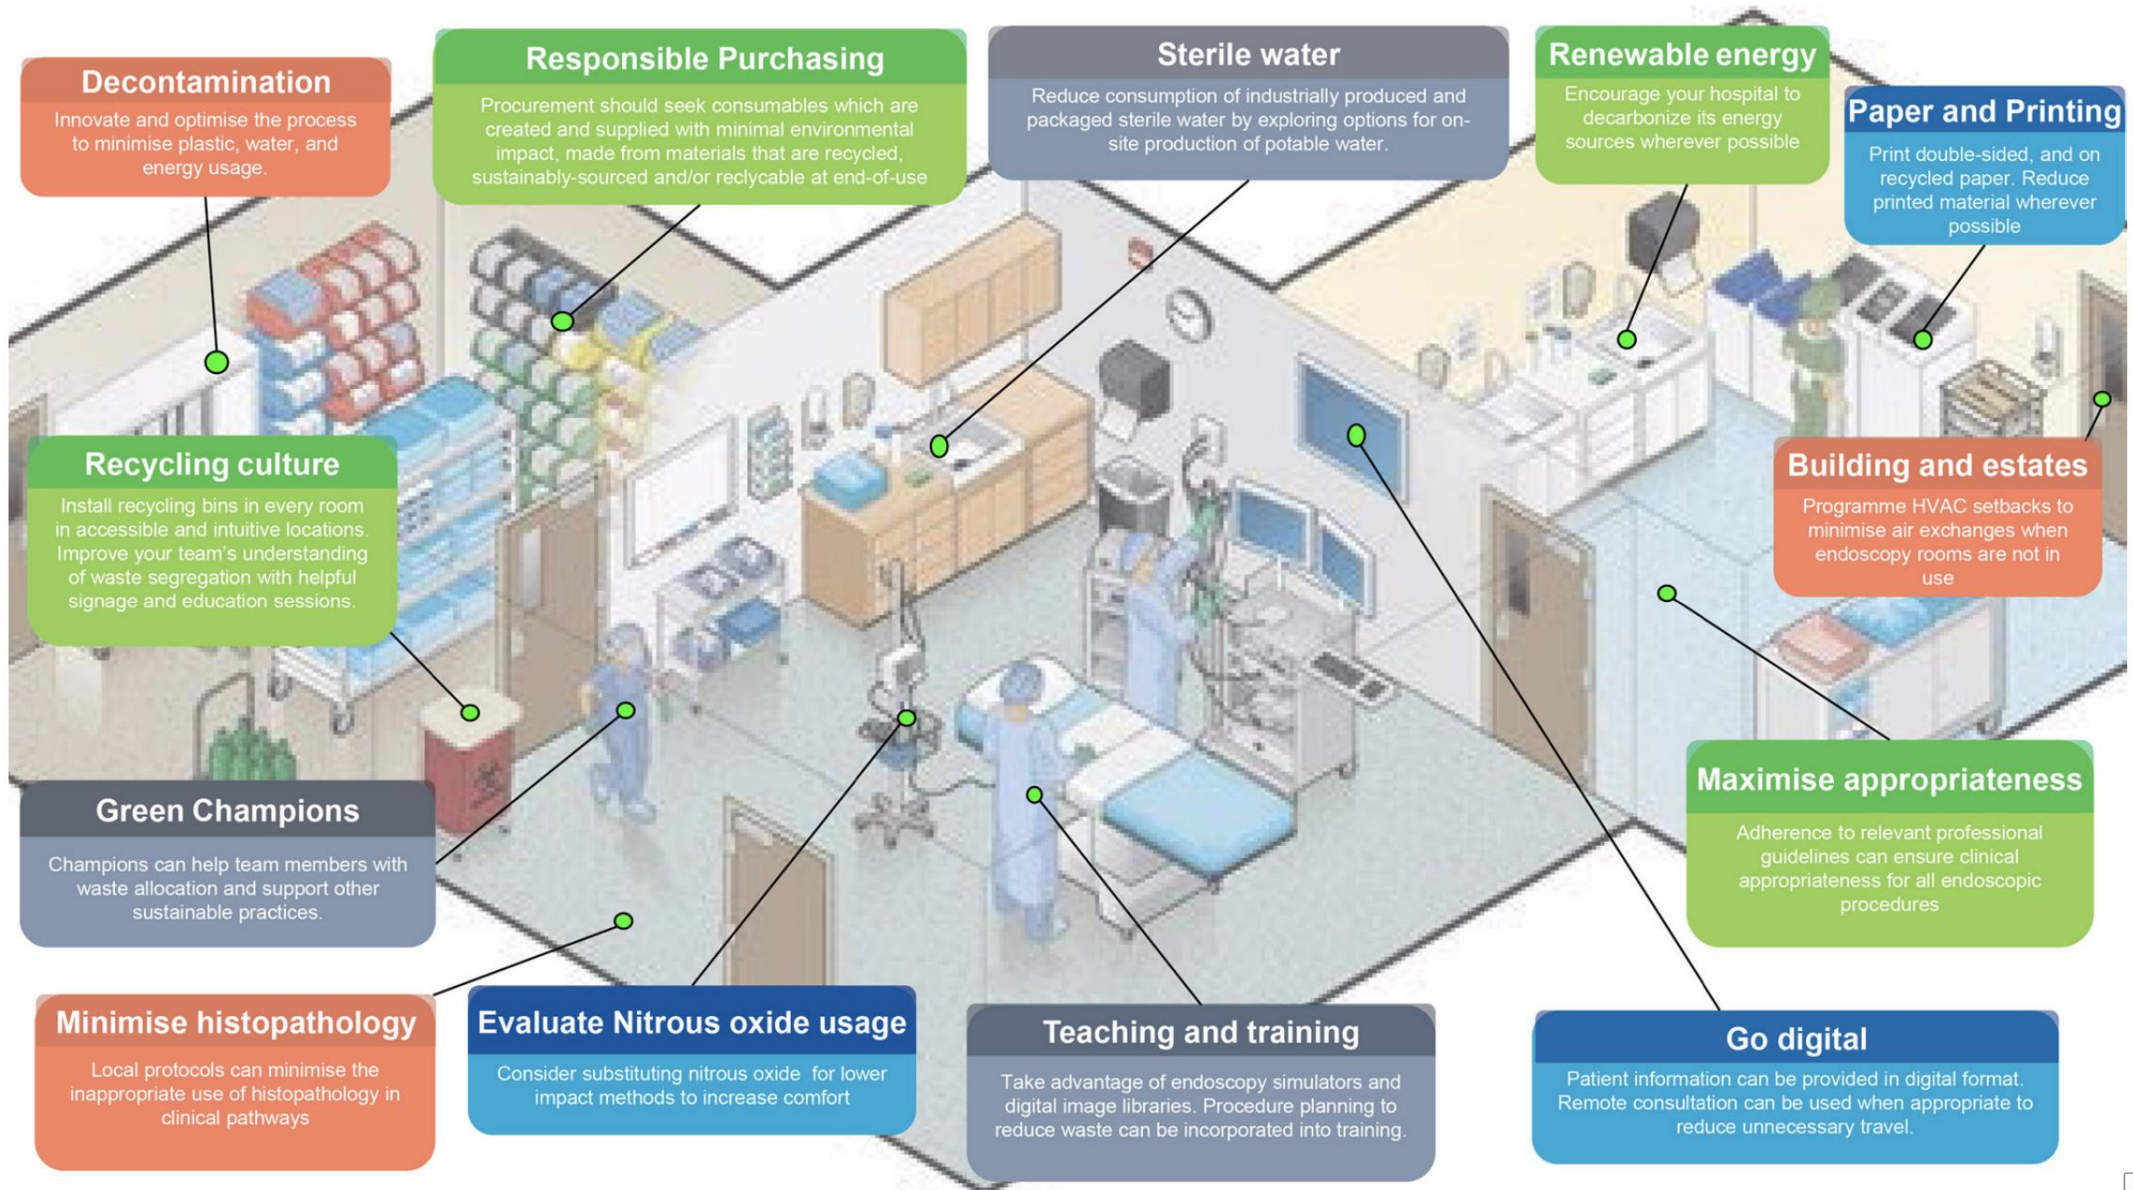 Decontamination
Innovate and optimise the process
to minimise plastic, water, and
energy usage.
Responsible Purchasing
Procurement should seek consumables which are
created and supplied with minimal environmental
impact, made from materials that are recycled,
sustainably-sourced and/or reclycable at end-of-use
Sterile water
Reduce consumption of industrially produced and
packaged sterile water by exploring options for on-
site production of potable water.
Renewable energy
Encourage your hospital to
decarbonize its energy
sources wherever possible
Paper and Printing
Print double-sided, and on
recycled paper. Reduce
printed material wherever
possible
Recycling culture
Install recycling bins in every room
in accessible and intuitive locations.
Improve your team's understanding
of waste segregation with helpful
signage and education sessions.
Building and estates
Programme HVAC setbacks to
minimise air exchanges when
endoscopy rooms are not in
use
Green Champions
Champions can help team members with
waste allocation and support other
sustainable practices.
Maximise appropriateness
Adherence to relevant professional
guidelines can ensure clinical
appropriateness for all endoscopic
procedures
Minimise histopathology
Local protocols can minimise the
inappropriate use of histopathology in
clinical pathways
Evaluate Nitrous oxide usage
Consider substituting nitrous oxide for lower
impact methods to increase comfort
Teaching and training
Take advantage of endoscopy simulators and
digital image libraries. Procedure planning to
reduce waste can be incorporated into training.
Go digital
Patient information can be provided in digital format.
Remote consultation can be used when appropriate to
reduce unnecessary travel.